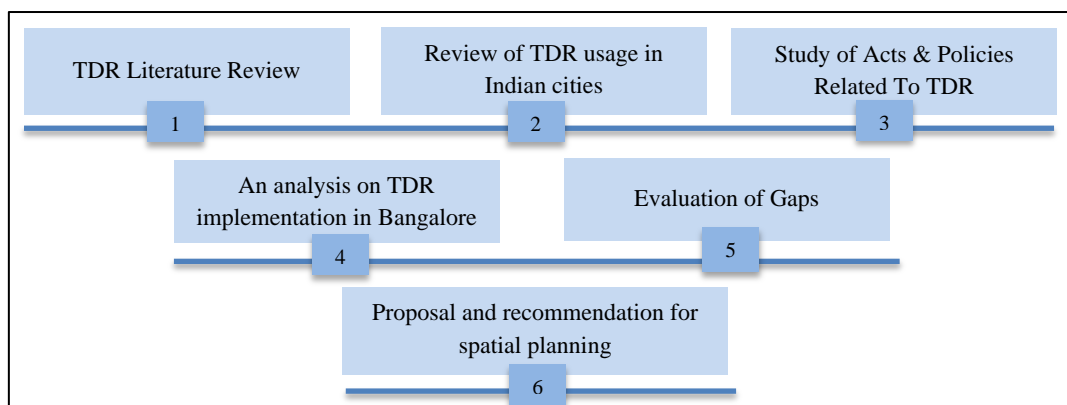 TDR Literature Review
1
Review of TDR usage in
Indian cities
2
Study of Acts & Policies
Related To TDR
3
An analysis on TDR
implementation in Bangalore
4
Evaluation of Gaps
5
Proposal and recommendation for
spatial planning
6